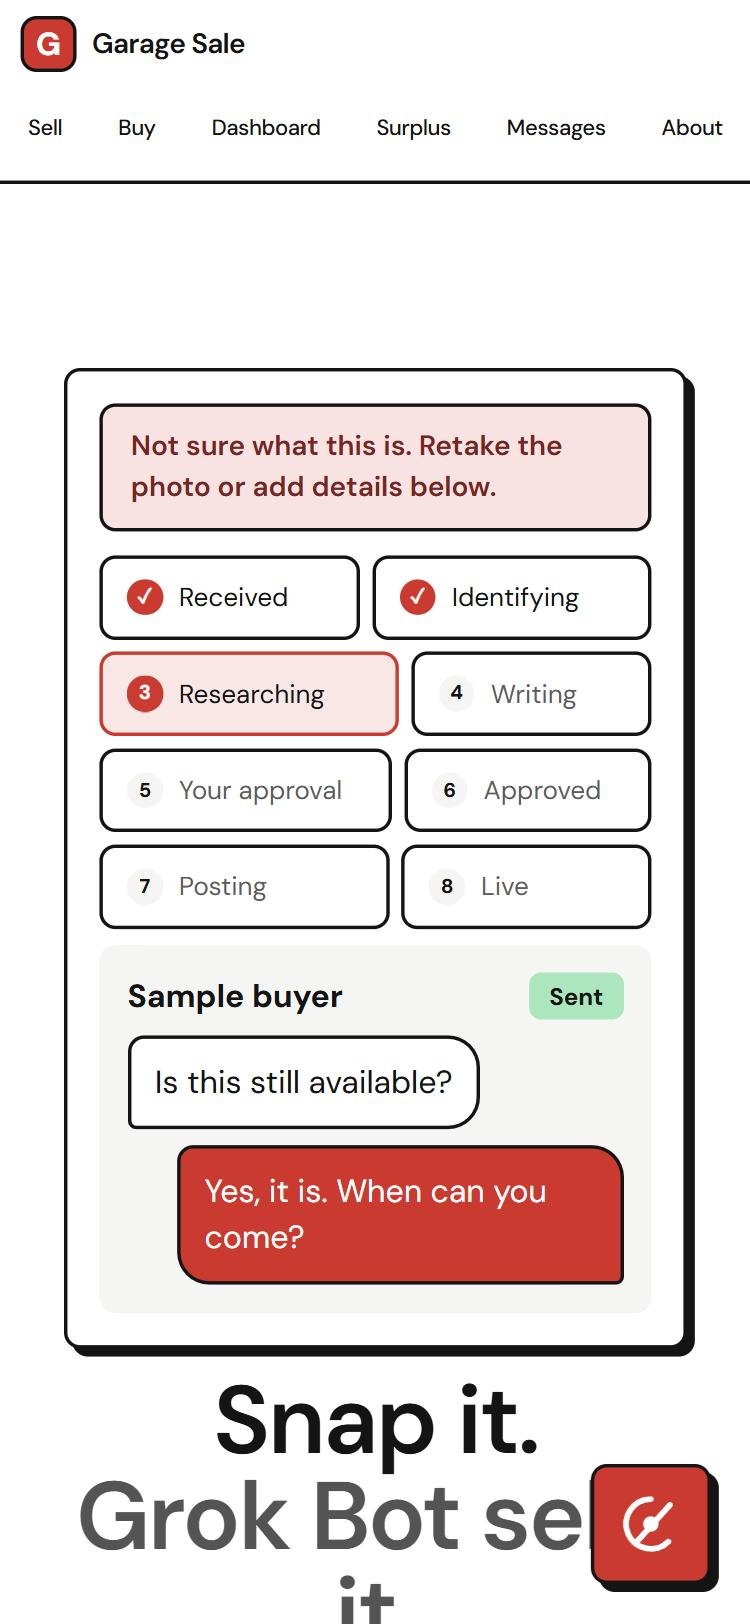 G Garage Sale
Sell Buy Dashboard Surplus Messages About
Not sure what this is. Retake the
photo or add details below.
✓ Received ✓ Identifying
3 Researching 4 Writing
5 Your approval 6 Approved
7 Posting 8 Live
Sample buyer Sent
Is this still available?
Yes, it is. When can you
come?
Snap it.
Grok Bot
it